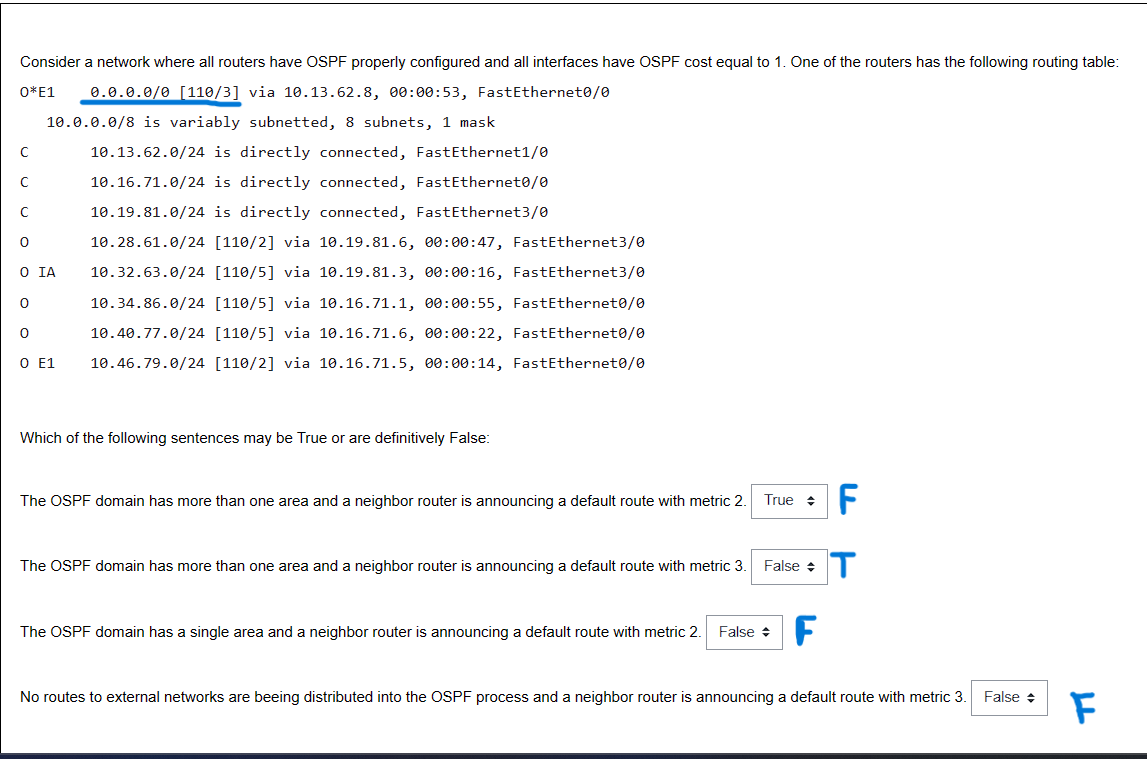 Consider a network where all routers have OSPF properly configured and all interfaces have OSPF cost equal to 1. One of the routers has the following routing table:
O*E1 0.0.0.0/0 [110/3] via 10.13.62.8, 00:00:53, FastEthernet0/0
10.0.0.0/8 is variably subnetted, 8 subnets, 1 mask
C 10.13.62.0/24 is directly connected, FastEthernet1/0
C 10.16.71.0/24 is directly connected, FastEthernet0/0
C 10.19.81.0/24 is directly connected, FastEthernet3/0
O 10.28.61.0/24 [110/2] via 10.19.81.6, 00:00:47, FastEthernet3/0
O IA 10.32.63.0/24 [110/5] via 10.19.81.3, 00:00:16, FastEthernet3/0
O 10.34.86.0/24 [110/5] via 10.16.71.1, 00:00:55, FastEthernet0/0
O 10.40.77.0/24 [110/5] via 10.16.71.6, 00:00:22, FastEthernet0/0
O E1 10.46.79.0/24 [110/2] via 10.16.71.5, 00:00:14, FastEthernet0/0
Which of the following sentences may be True or are definitively False:
The OSPF domain has more than one area and a neighbor router is announcing a default route with metric 2. True F
The OSPF domain has more than one area and a neighbor router is announcing a default route with metric 3. False T
The OSPF domain has a single area and a neighbor router is announcing a default route with metric 2. False F
No routes to external networks are beeing distributed into the OSPF process and a neighbor router is announcing a default route with metric 3. False F